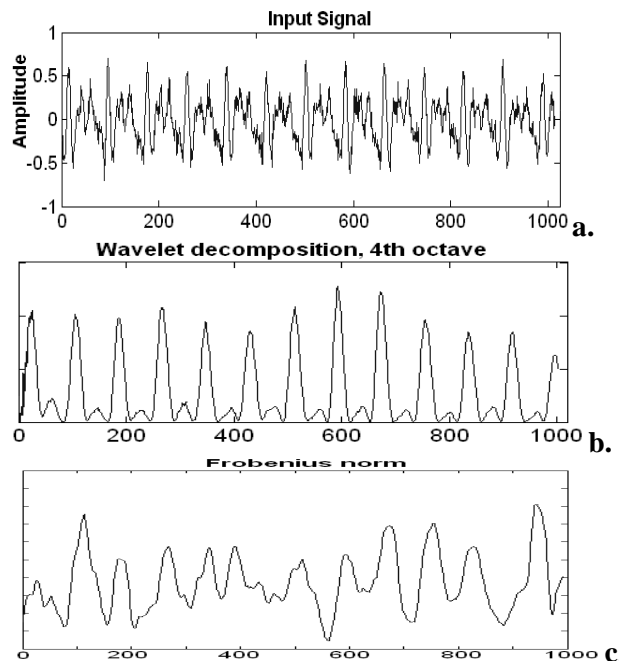 Input Signal
1
0.5
0
-0.5
-1
Amplitude
0 200 400 600 800 1000
a.
Wavelet decomposition, 4th octave
0 200 400 600 800 1000
b.
Frobenius norm
0 200 400 600 800 1000
c